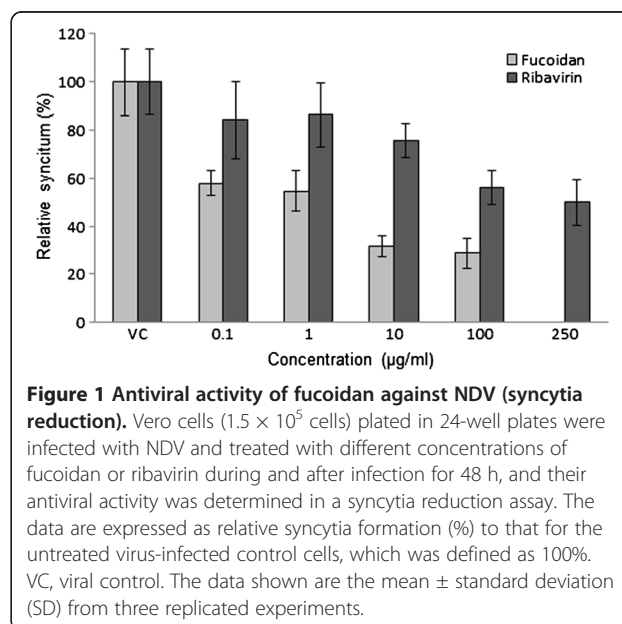 120
100
80
60
40
20
0
Relative syncitum (%)
Fucoidan
Ribavirin
VC 0.1 1 10 100 250
Concentration (µg/ml)
Figure 1 Antiviral activity of fucoidan against NDV (syncytia
reduction). Vero cells (1.5 × 10⁵ cells) plated in 24-well plates were
infected with NDV and treated with different concentrations of
fucoidan or ribavirin during and after infection for 48 h, and their
antiviral activity was determined in a syncytia reduction assay. The
data are expressed as relative syncytia formation (%) to that for the
untreated virus-infected control cells, which was defined as 100%.
VC, viral control. The data shown are the mean ± standard deviation
(SD) from three replicated experiments.